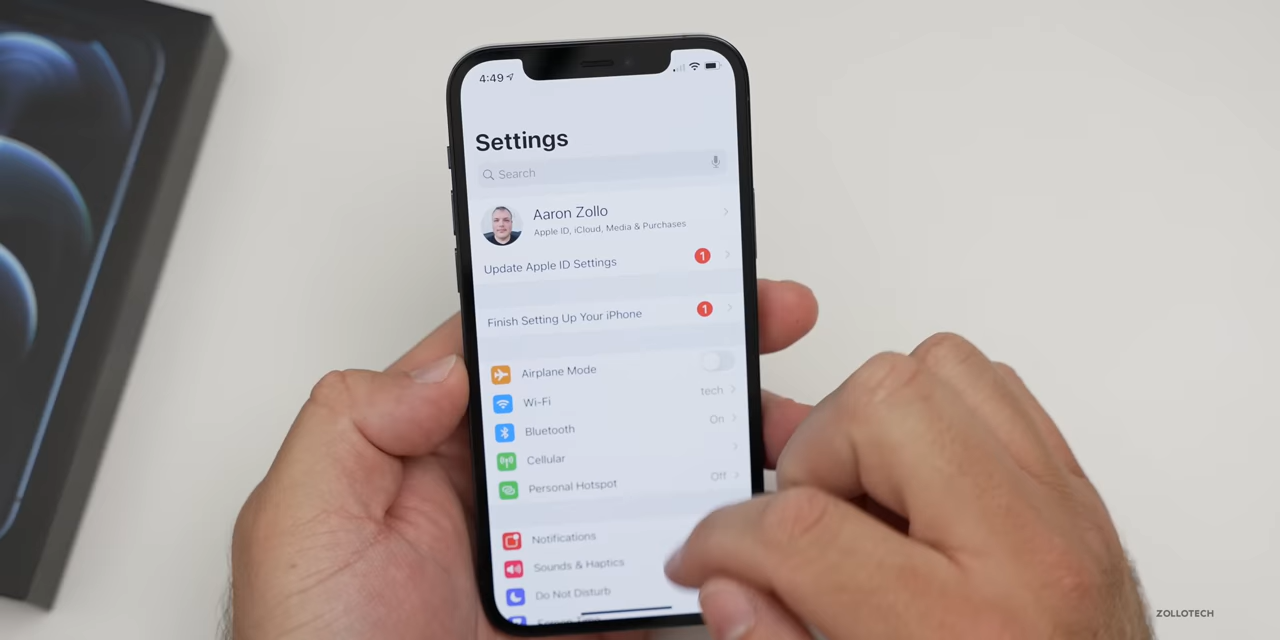 4:49
Settings
Search
Aaron Zollo
Apple ID, iCloud, Media & Purchases
Update Apple ID Settings 1
Finish Setting Up Your iPhone 1
Airplane Mode
Wi-Fi tech
Bluetooth On
Cellular
Personal Hotspot Off
Notifications
Sounds & Haptics
Do Not Disturb
ZOLLOTECH